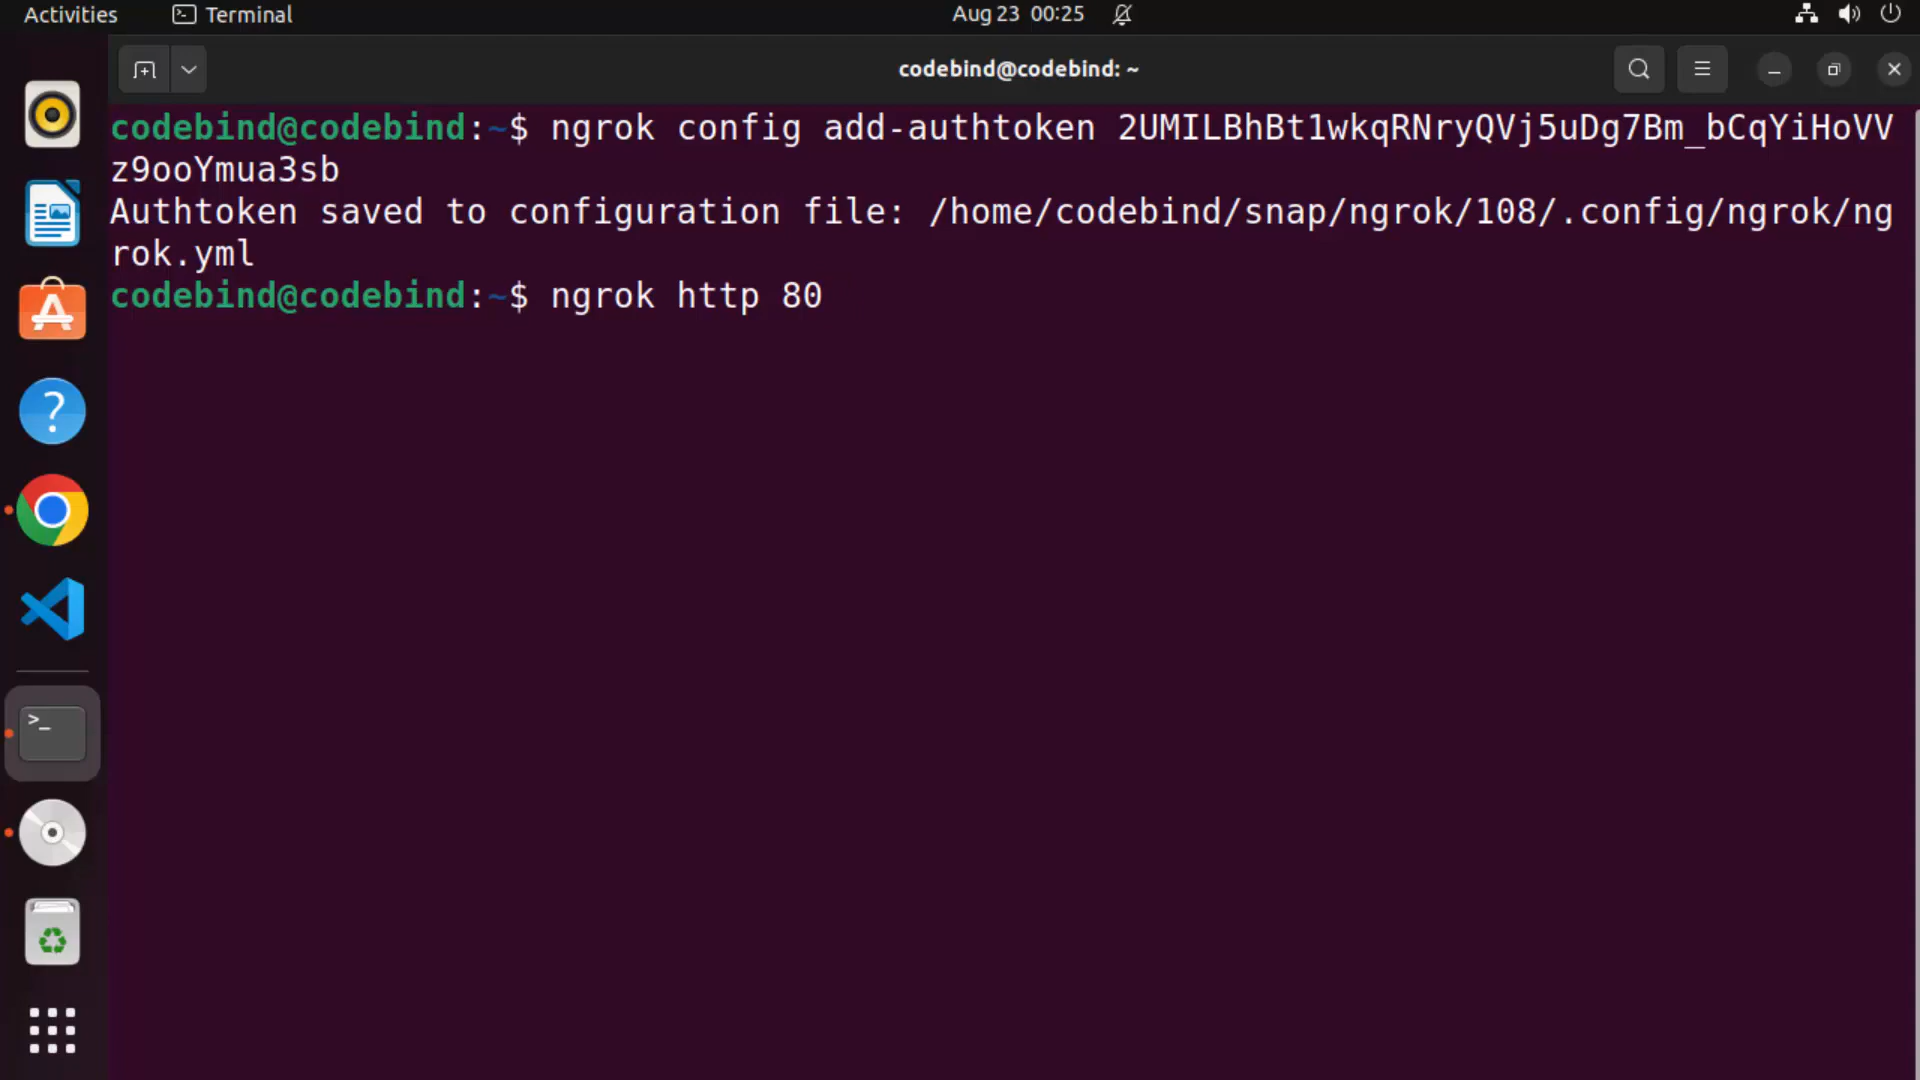 Activities Terminal Aug 23 00:25
codebind@codebind: ~
codebind@codebind:~$ ngrok config add-authtoken 2UMILBhBt1wkqRNryQVj5uDg7Bm_bCqYiHoVV
z9ooYmua3sb
Authtoken saved to configuration file: /home/codebind/snap/ngrok/108/.config/ngrok/ng
rok.yml
codebind@codebind:~$ ngrok http 80